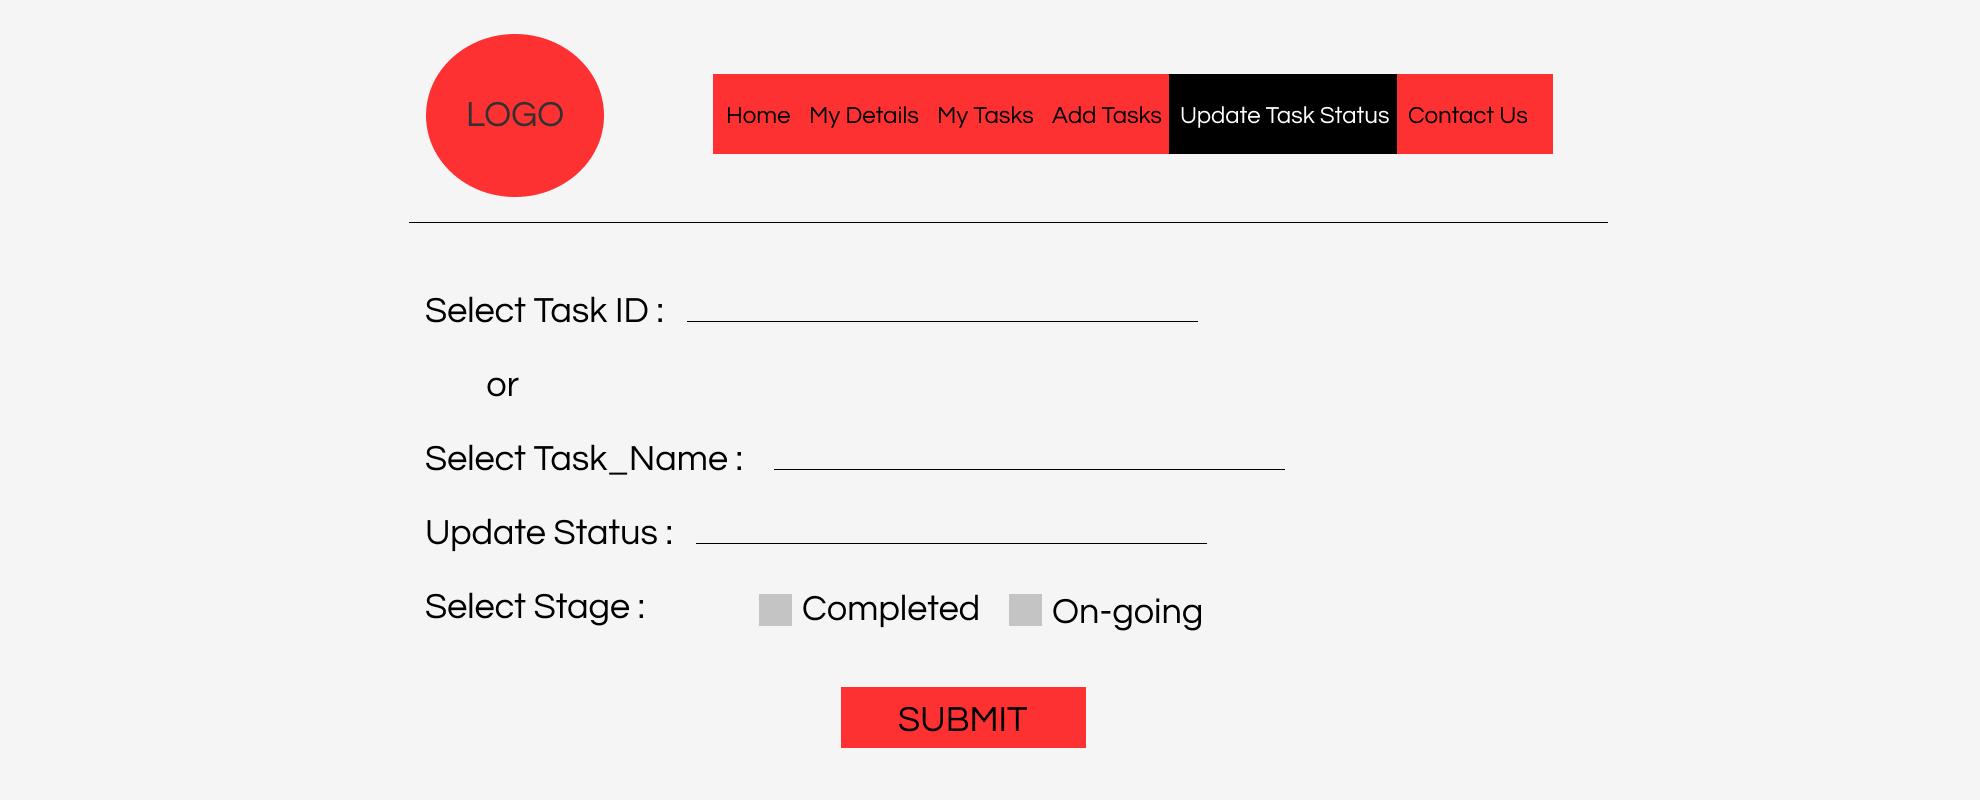 LOGO
Home My Details My Tasks Add Tasks Update Task Status Contact Us
Select Task ID :
or
Select Task_Name :
Update Status :
Select Stage : Completed On-going
SUBMIT